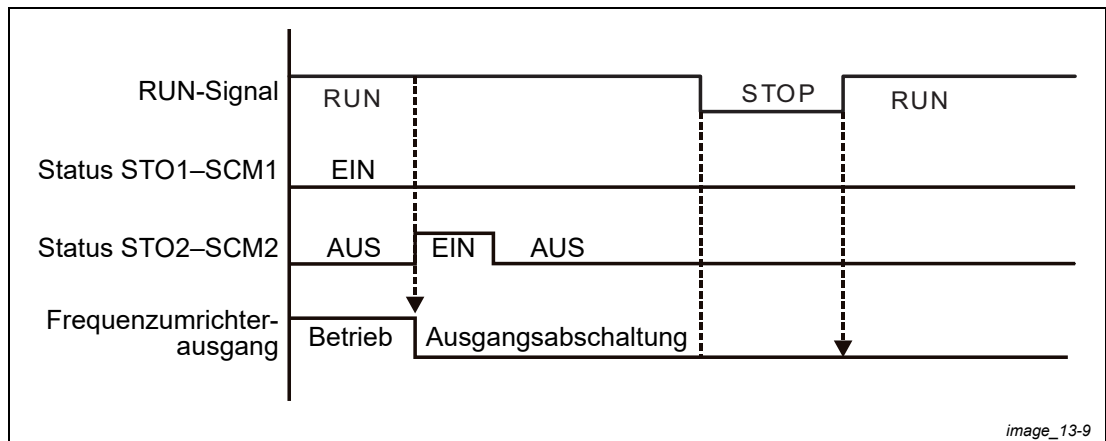 RUN-Signal
RUN
STOP
RUN
Status STO1–SCM1
EIN
Status STO2–SCM2
AUS
EIN
AUS
Frequenzumrichter-
ausgang
Betrieb
Ausgangsabschaltung
image_13-9